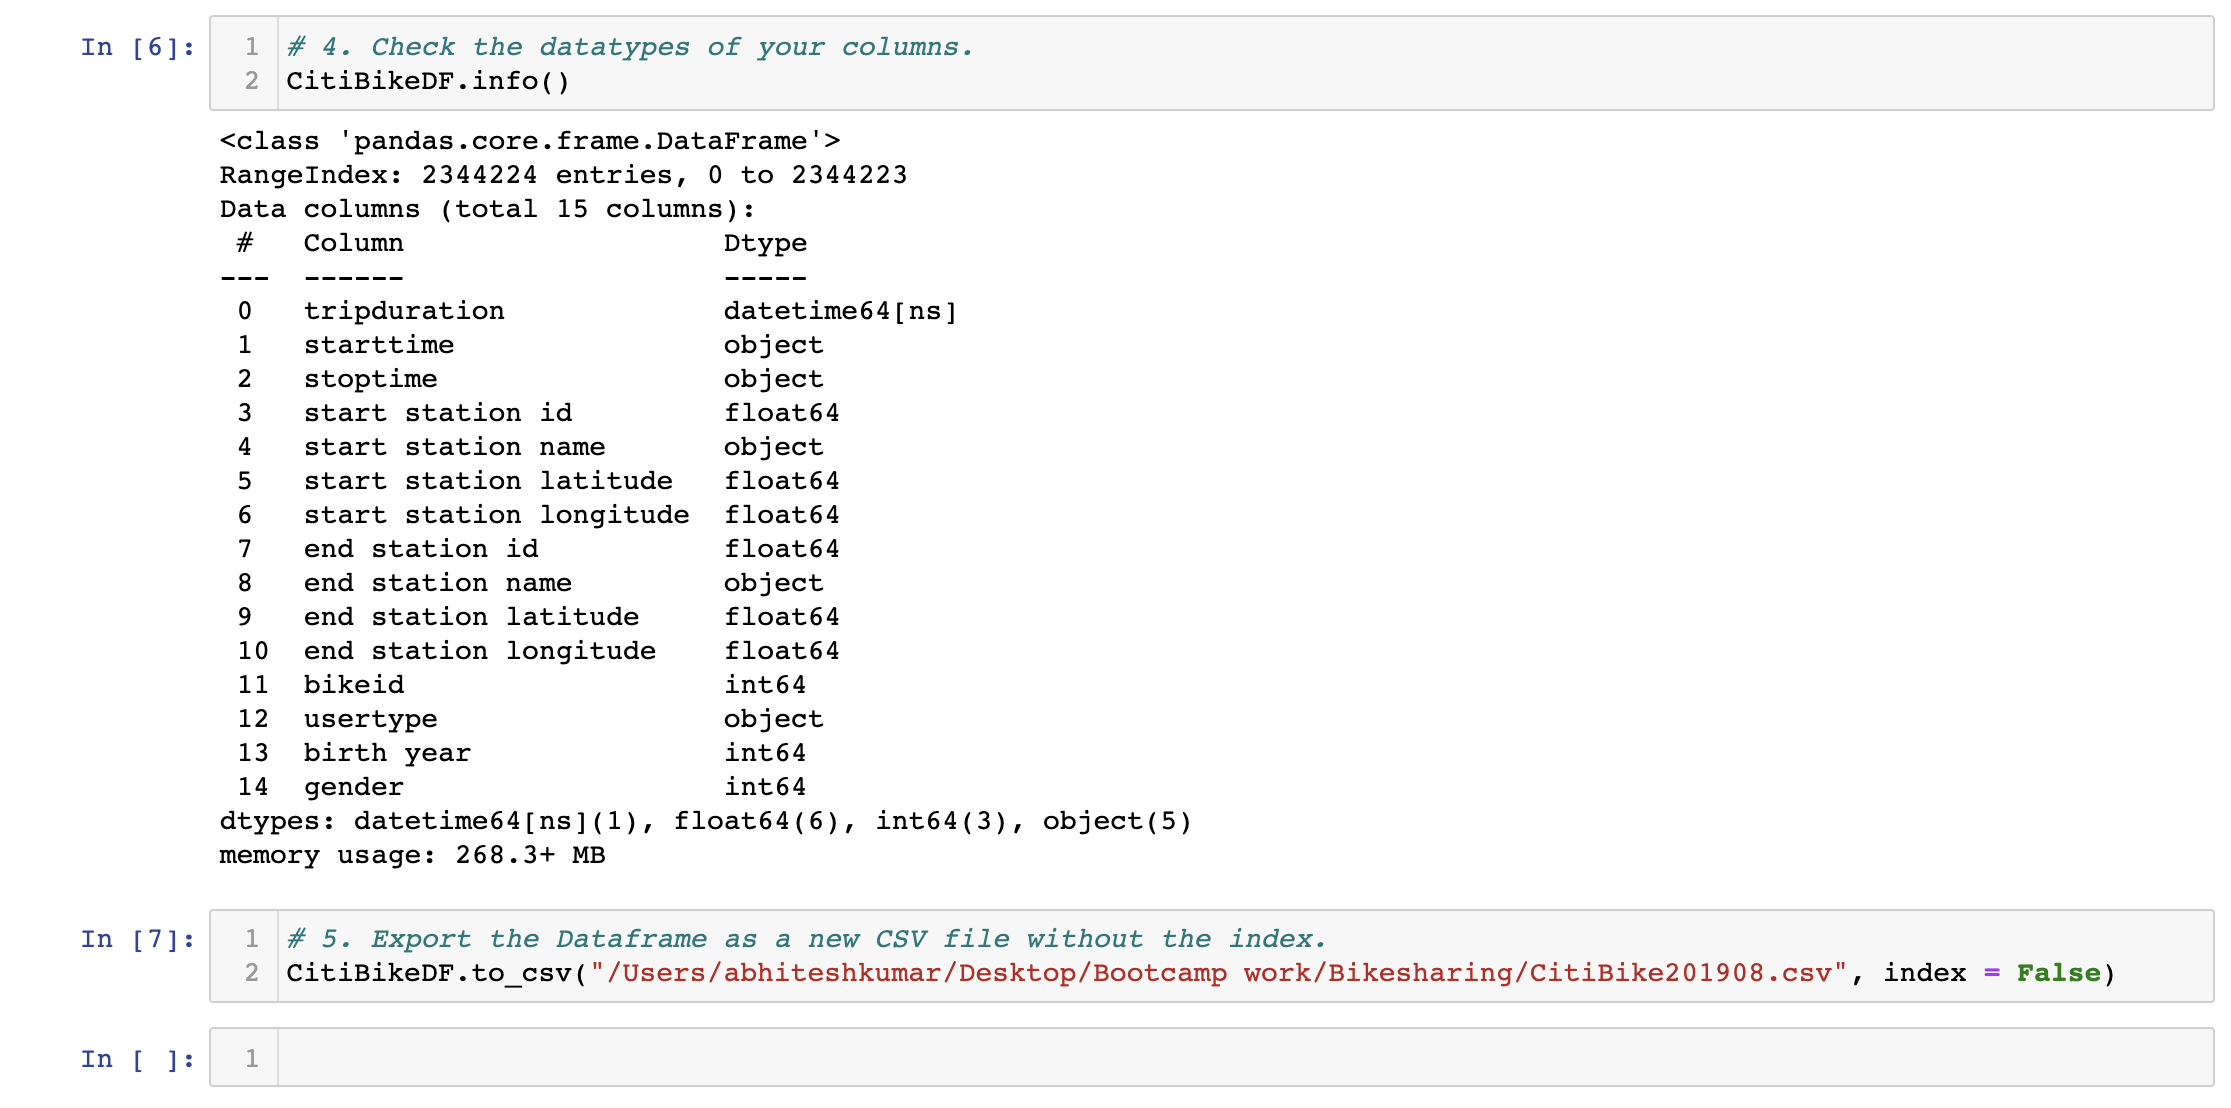 In [6]:
1 # 4. Check the datatypes of your columns.
2 CitiBikeDF.info()
<class 'pandas.core.frame.DataFrame'>
RangeIndex: 2344224 entries, 0 to 2344223
Data columns (total 15 columns):
 #   Column                   Dtype
---  ------                   -----
 0   tripduration             datetime64[ns]
 1   starttime                object
 2   stoptime                 object
 3   start station id         float64
 4   start station name       object
 5   start station latitude   float64
 6   start station longitude  float64
 7   end station id           float64
 8   end station name         object
 9   end station latitude     float64
 10  end station longitude    float64
 11  bikeid                   int64
 12  usertype                 object
 13  birth year               int64
 14  gender                   int64
dtypes: datetime64[ns](1), float64(6), int64(3), object(5)
memory usage: 268.3+ MB
In [7]:
1 # 5. Export the Dataframe as a new CSV file without the index.
2 CitiBikeDF.to_csv("/Users/abhiteshkumar/Desktop/Bootcamp work/Bikesharing/CitiBike201908.csv", index = False)
In [ ]:
1